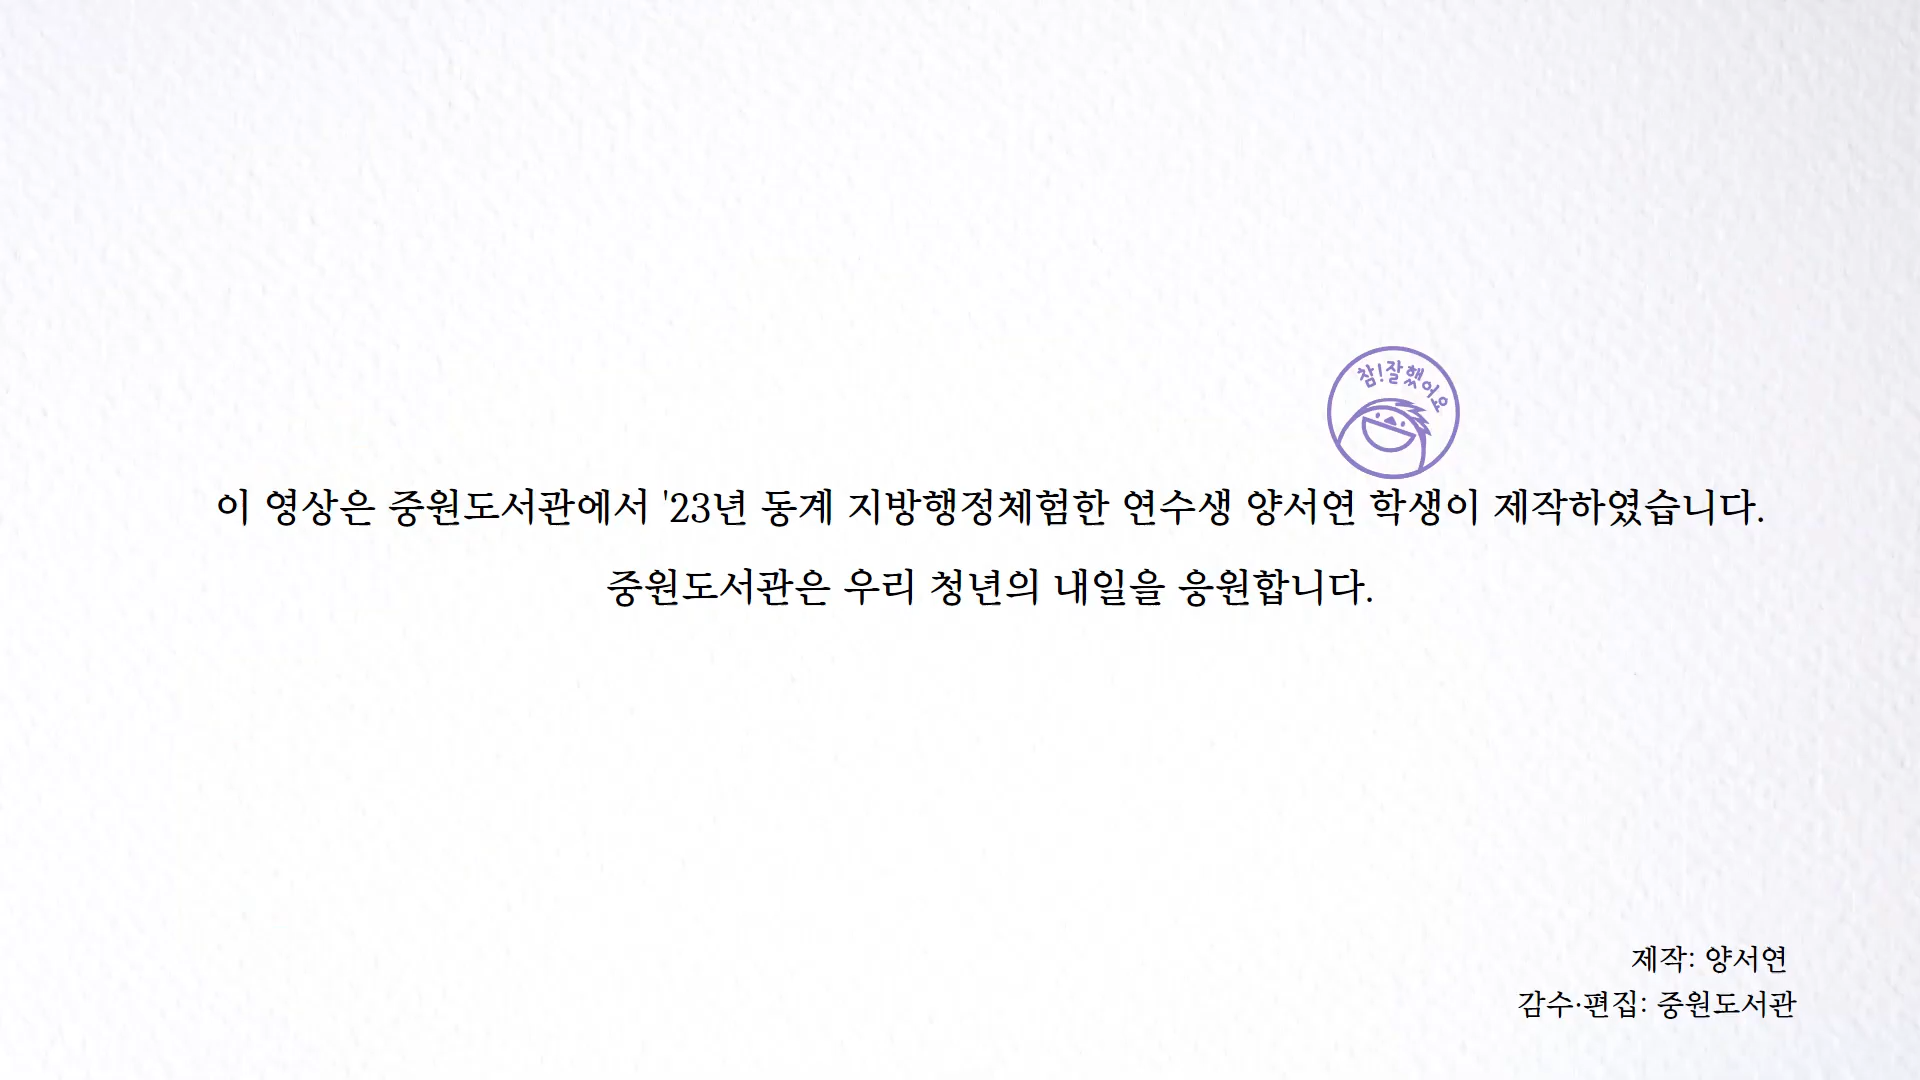 참!잘했어요
이 영상은 중원도서관에서 '23년 동계 지방행정체험한 연수생 양서연 학생이 제작하였습니다.
중원도서관은 우리 청년의 내일을 응원합니다.
제작: 양서연
감수·편집: 중원도서관